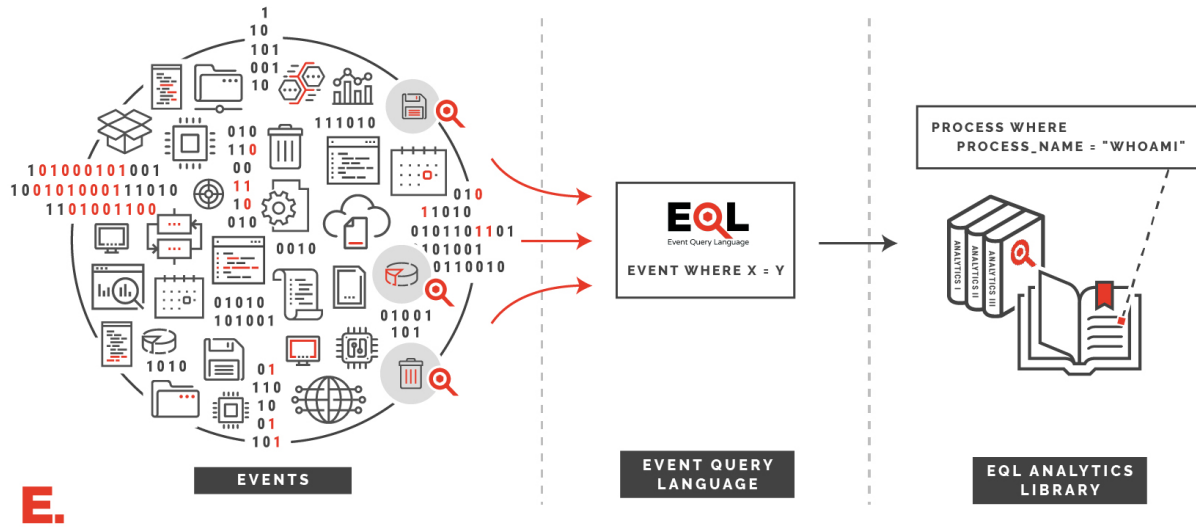 1
10
101
001
10
111010
010
110
00
11
10
010
101000101001
1001010001111010
1101001100
0010
010
11010
0101101101
101001
0110010
01010
101001
01001
101
1010
01
110
10
01
101
EQL
Event Query Language
EVENT WHERE X = Y
PROCESS WHERE
PROCESS_NAME = "WHOAMI"
ANALYTICS I
ANALYTICS II
ANALYTICS III
EVENTS
EVENT QUERY
LANGUAGE
EQL ANALYTICS
LIBRARY
E.